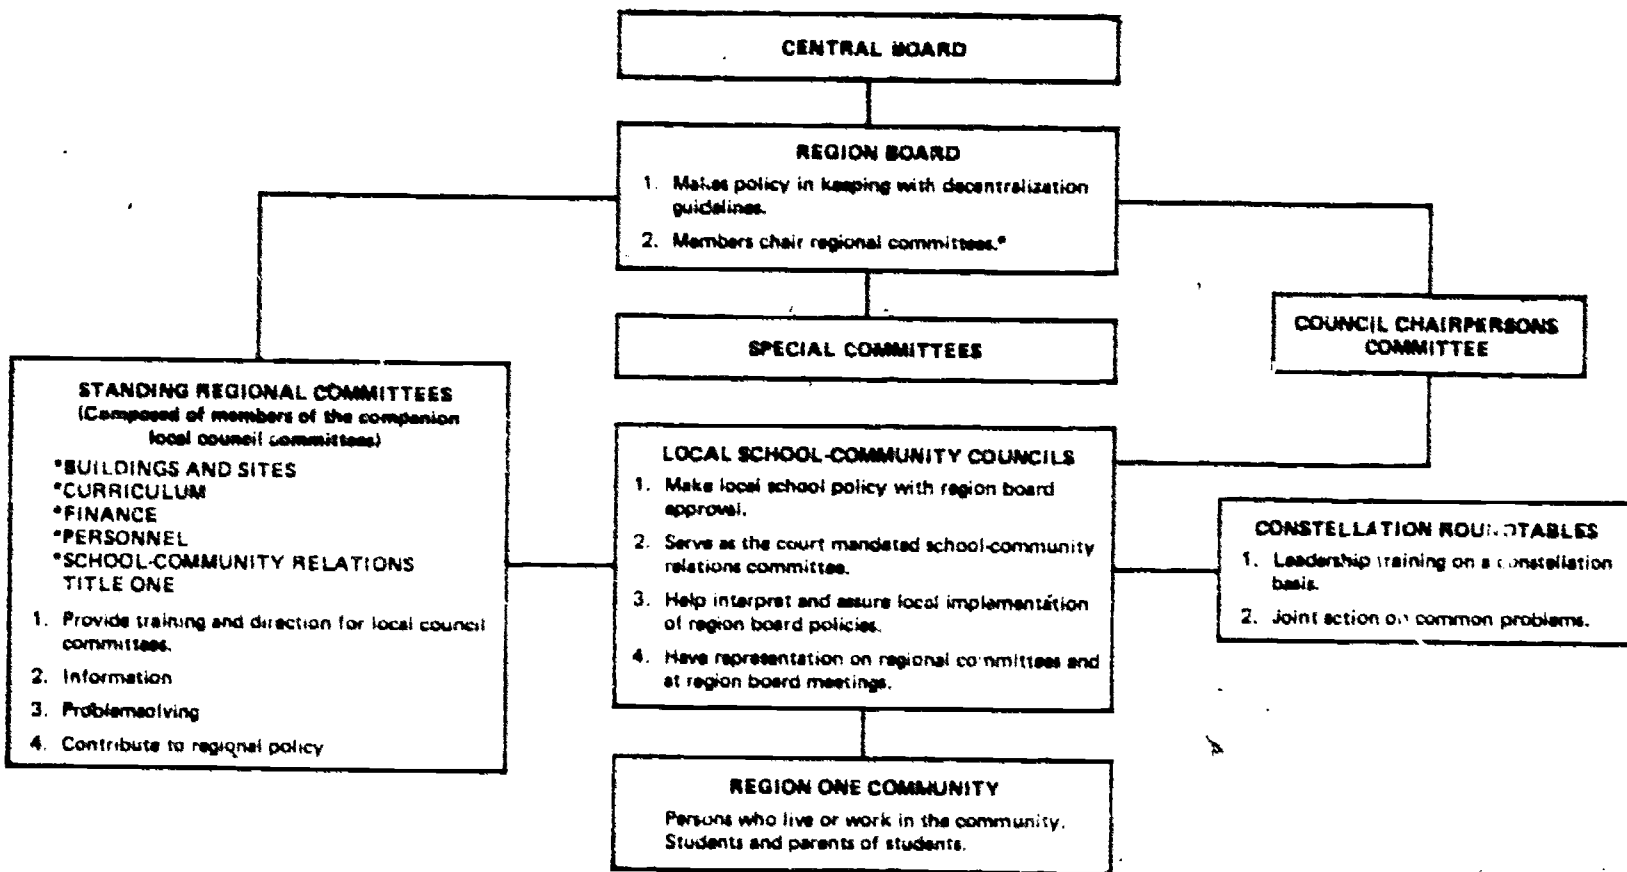 CENTRAL BOARD
REGION BOARD
1. Makes policy in keeping with decentralization
guidelines.
2. Members chair regional committees.*
SPECIAL COMMITTEES
COUNCIL CHAIRPERSONS
COMMITTEE
STANDING REGIONAL COMMITTEES
(Composed of members of the companion
local council committees)
*BUILDINGS AND SITES
*CURRICULUM
*FINANCE
*PERSONNEL
*SCHOOL-COMMUNITY RELATIONS
TITLE ONE
1. Provide training and direction for local council
committees.
2. Information
3. Problemsolving
4. Contribute to regional policy
LOCAL SCHOOL-COMMUNITY COUNCILS
1. Make local school policy with region board
approval.
2. Serve as the court mandated school-community
relations committee.
3. Help interpret and assure local implementation
of region board policies.
4. Have representation on regional committees and
at region board meetings.
CONSTELLATION ROUNDTABLES
1. Leadership training on a constellation
basis.
2. Joint action on common problems.
REGION ONE COMMUNITY
Persons who live or work in the community.
Students and parents of students.